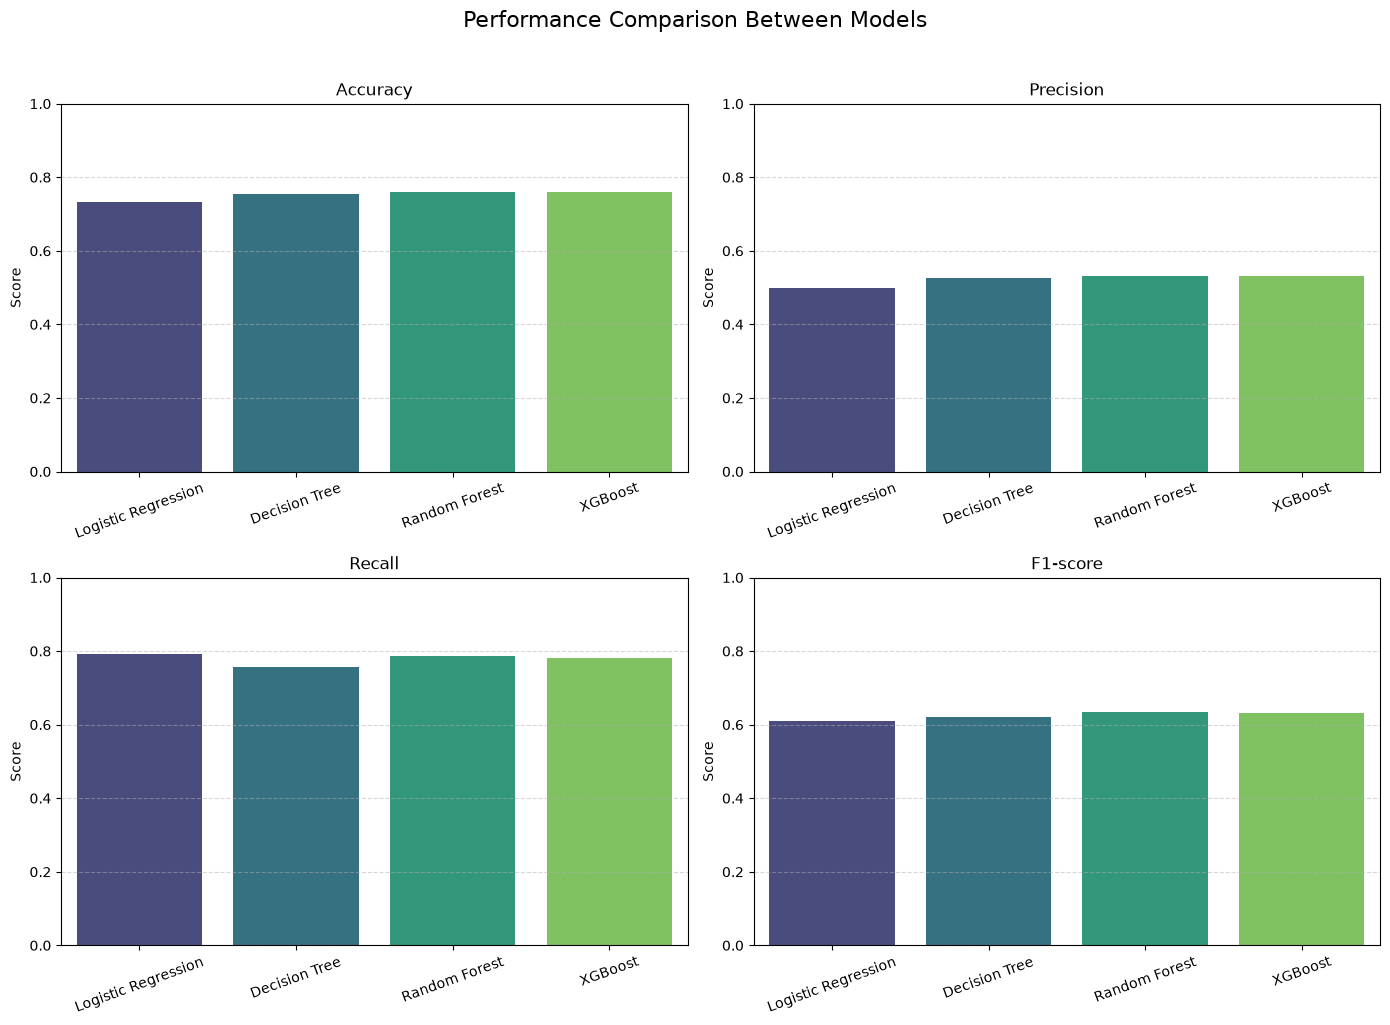 Performance Comparison Between Models
Accuracy
Score
1.0
0.8
0.6
0.4
0.2
0.0
Logistic Regression
Decision Tree
Random Forest
XGBoost
Precision
Score
1.0
0.8
0.6
0.4
0.2
0.0
Logistic Regression
Decision Tree
Random Forest
XGBoost
Recall
Score
1.0
0.8
0.6
0.4
0.2
0.0
Logistic Regression
Decision Tree
Random Forest
XGBoost
F1-score
Score
1.0
0.8
0.6
0.4
0.2
0.0
Logistic Regression
Decision Tree
Random Forest
XGBoost